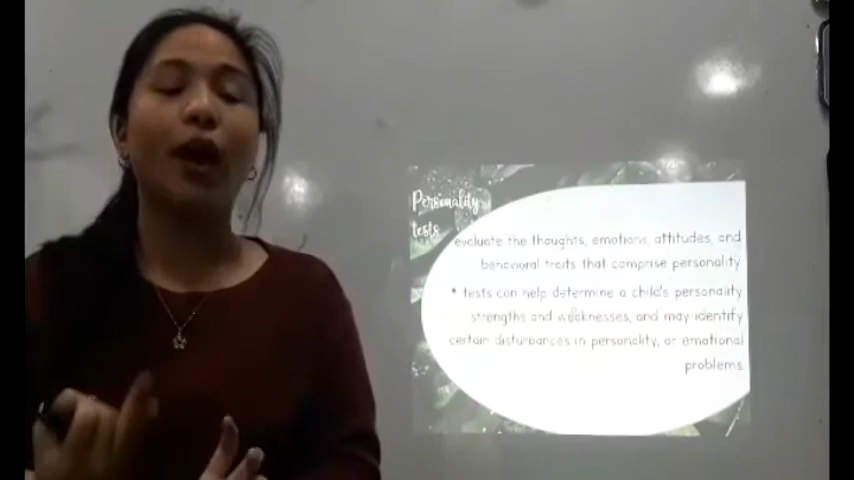 Personality
tests
evaluate the thoughts, emotions, attitudes, and
behavioral traits that comprise personality
* tests can help determine a child's personality
strengths and weaknesses, and may identify
certain disturbances in personality, or emotional
problems.